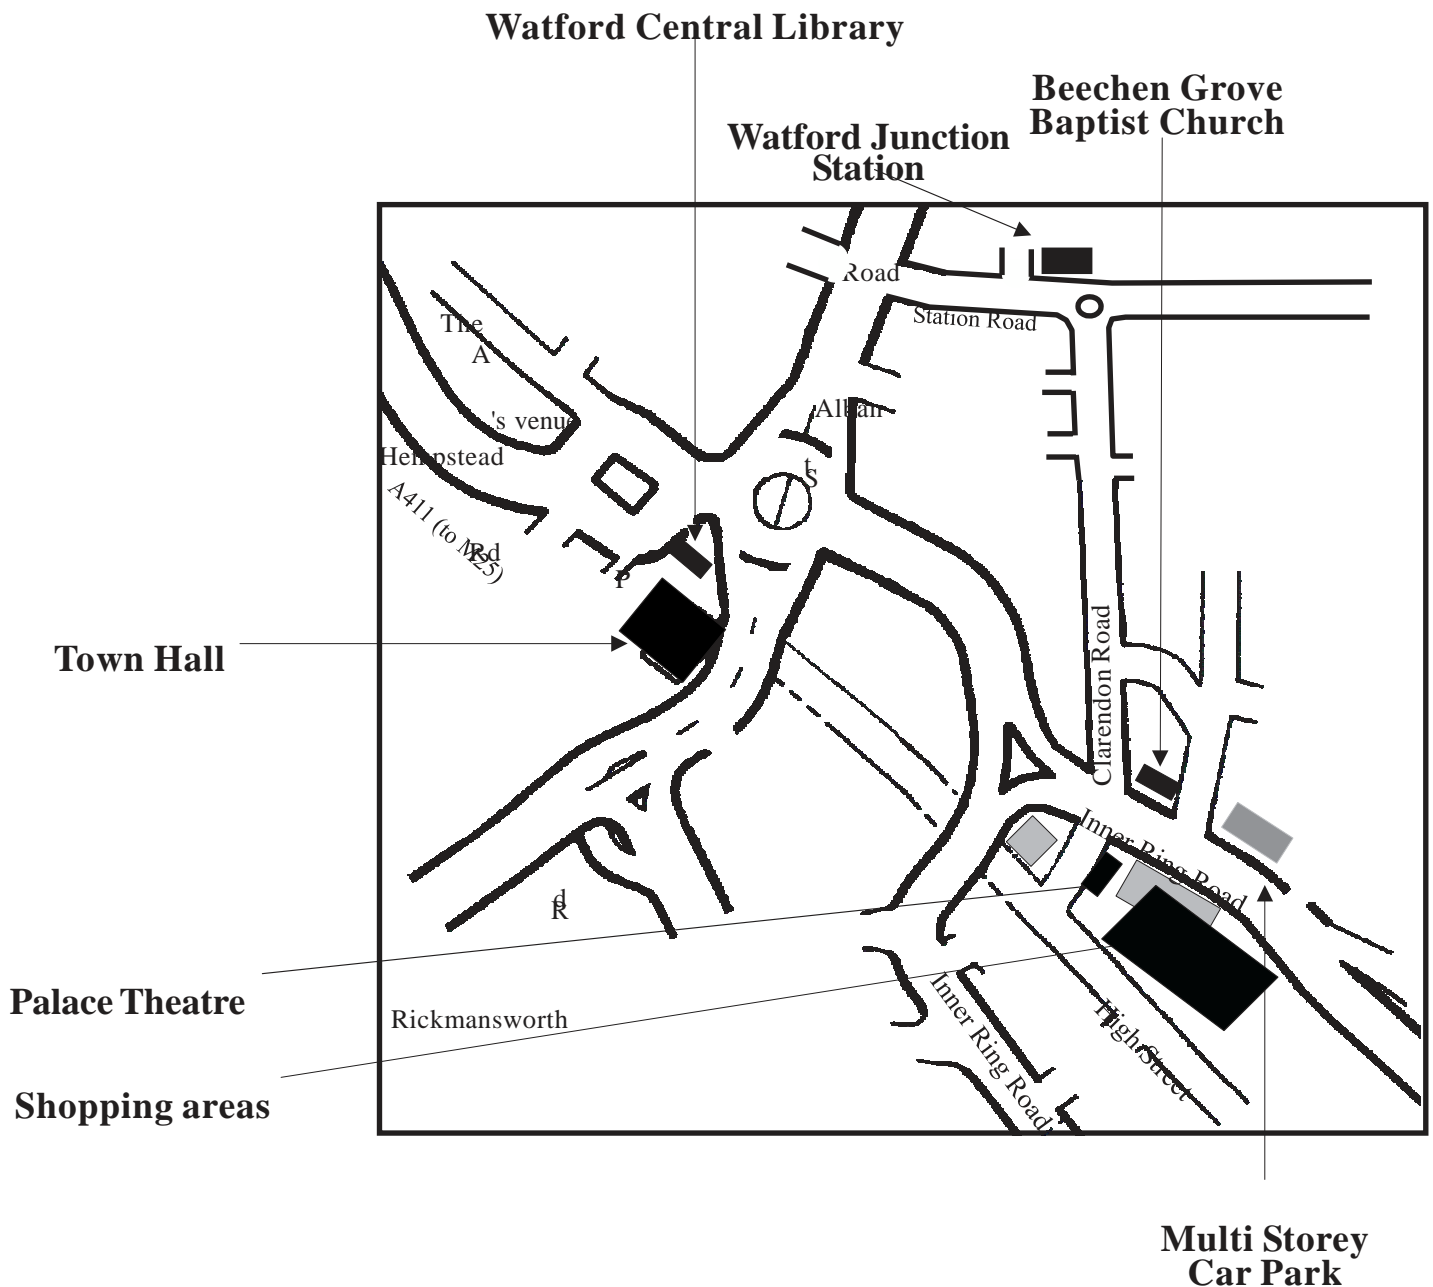 Watford Central Library
Beechen Grove
Baptist Church
Watford Junction
Station
Road
Station Road
The
A
Alban
's venue
Hempstead
t
S
A411 (to M25)
Rd
P
Town Hall
Clarendon Road
Inner Ring Road
d
R
Palace Theatre
Rickmansworth
Inner Ring Road
High Street
Shopping areas
Multi Storey
Car Park